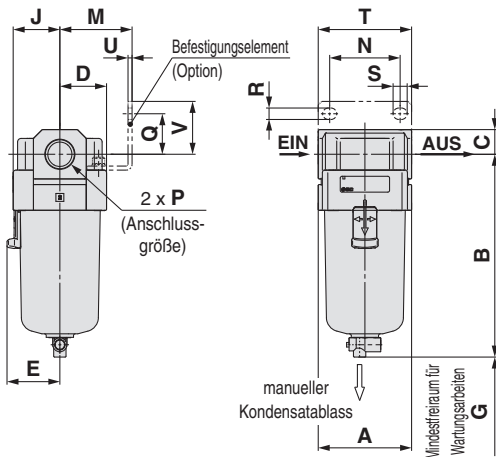 J
M
T
U
D
Befestigungselement
(Option)
N
R
S
Q
V
EIN
AUS
C
2 x P
(Anschluss-
größe)
B
E
manueller
Kondensatablass
Mindestfreiraum für
Wartungsarbeiten
G
A